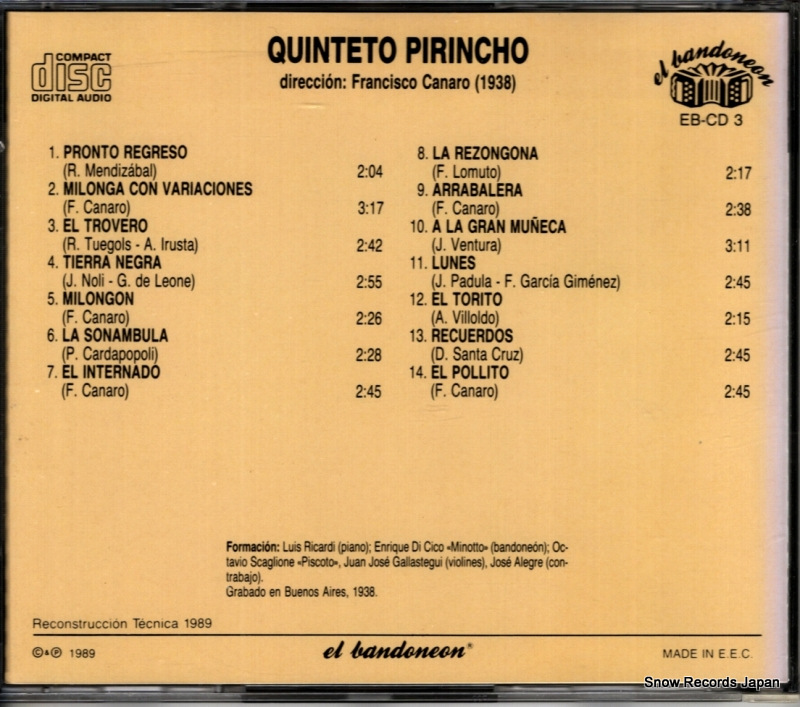 COMPACT
disc
DIGITAL AUDIO
QUINTETO PIRINCHO
dirección: Francisco Canaro (1938)
el bandoneon
EB-CD 3
1. PRONTO REGRESO
(R. Mendizábal) 2:04
2. MILONGA CON VARIACIONES
(F. Canaro) 3:17
3. EL TROVERO
(R. Tuegols - A. Irusta) 2:42
4. TIERRA NEGRA
(J. Noli - G. de Leone) 2:55
5. MILONGON
(F. Canaro) 2:26
6. LA SONAMBULA
(P. Cardapopoli) 2:28
7. EL INTERNADO
(F. Canaro) 2:45
8. LA REZONGONA
(F. Lomuto) 2:17
9. ARRABALERA
(F. Canaro) 2:38
10. A LA GRAN MUÑECA
(J. Ventura) 3:11
11. LUNES
(J. Padula - F. García Giménez) 2:45
12. EL TORITO
(A. Villoldo) 2:15
13. RECUERDOS
(D. Santa Cruz) 2:45
14. EL POLLITO
(F. Canaro) 2:45
Formación: Luis Ricardi (piano); Enrique Di Cico «Minotto» (bandoneón); Oc-
tavio Scaglione «Piscoto», Juan José Gallastegui (violines), José Alegre (con-
trabajo).
Grabado en Buenos Aires, 1938.
Reconstrucción Técnica 1989
©&℗ 1989
el bandoneon®
MADE IN E.E.C.
Snow Records Japan